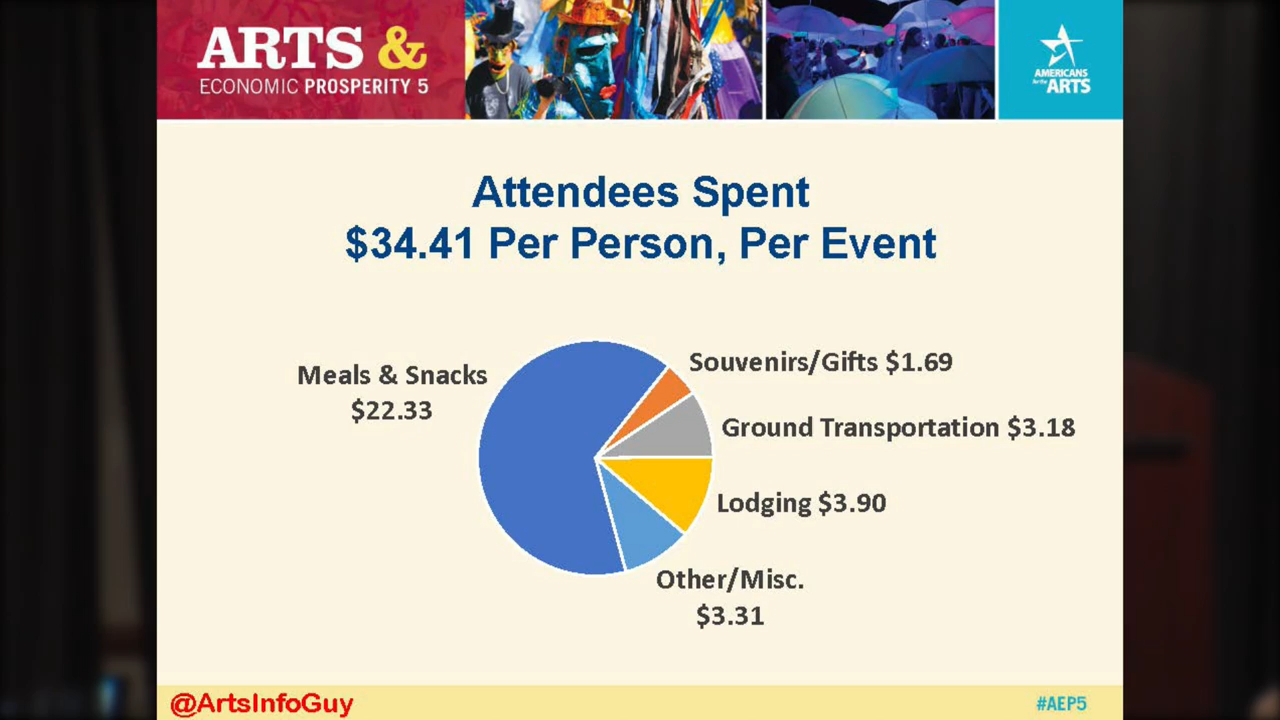 ARTS &
ECONOMIC PROSPERITY 5
AMERICANS
for the ARTS
Attendees Spent
$34.41 Per Person, Per Event
Meals & Snacks
$22.33
Souvenirs/Gifts $1.69
Ground Transportation $3.18
Lodging $3.90
Other/Misc.
$3.31
@ArtsInfoGuy
#AEP5